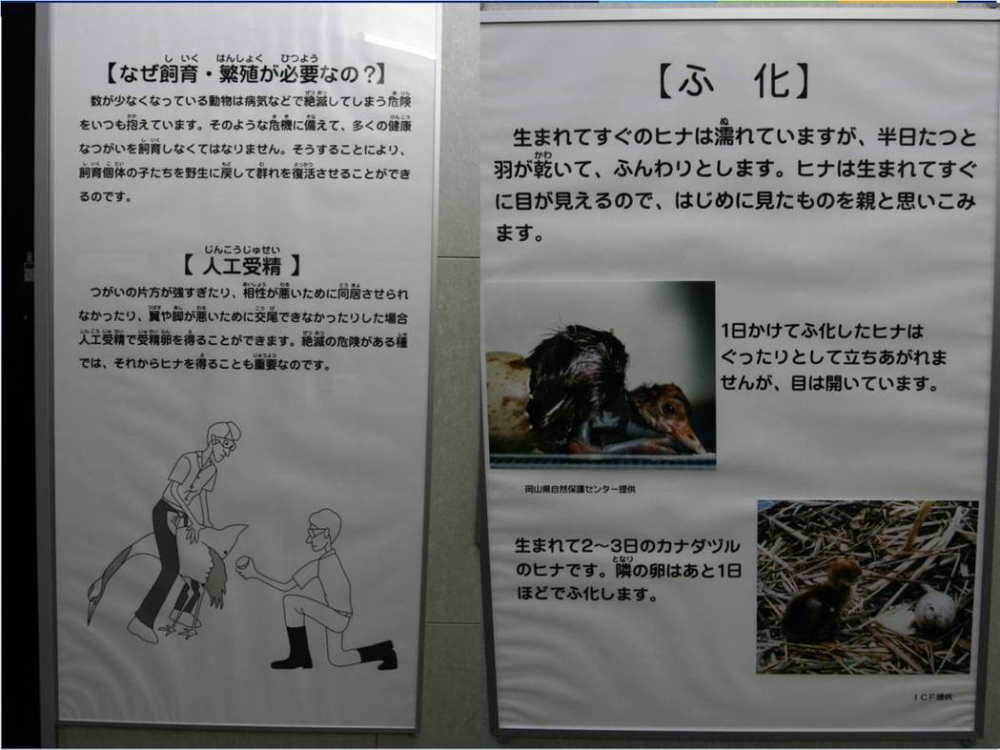 【なぜ飼育・繁殖が必要なの？】
数が少なくなっている動物は病気などで絶滅してしまう危険
をいつも抱えています。そのような危機に備えて、多くの健康
なつがいを飼育しなくてはなりません。そうすることにより、
飼育個体の子たちを野生に戻して群れを復活させることができ
るのです。
【人工受精】
つがいの片方が強すぎたり、相性が悪いために同居させられ
なかったり、翼や脚が悪いために交尾できなかったりした場合
人工受精で受精卵を得ることができます。絶滅の危険がある種
では、それからヒナを得ることも重要なのです。
【ふ 化】
生まれてすぐのヒナは濡れていますが、半日たつと
羽が乾いて、ふんわりとします。ヒナは生まれてすぐ
に目が見えるので、はじめに見たものを親と思いこみ
ます。
1日かけてふ化したヒナは
ぐったりとして立ちあがれま
せんが、目は開いています。
岡山県自然保護センター提供
生まれて2～3日のカナダヅル
のヒナです。隣の卵はあと1日
ほどでふ化します。
ICF提供